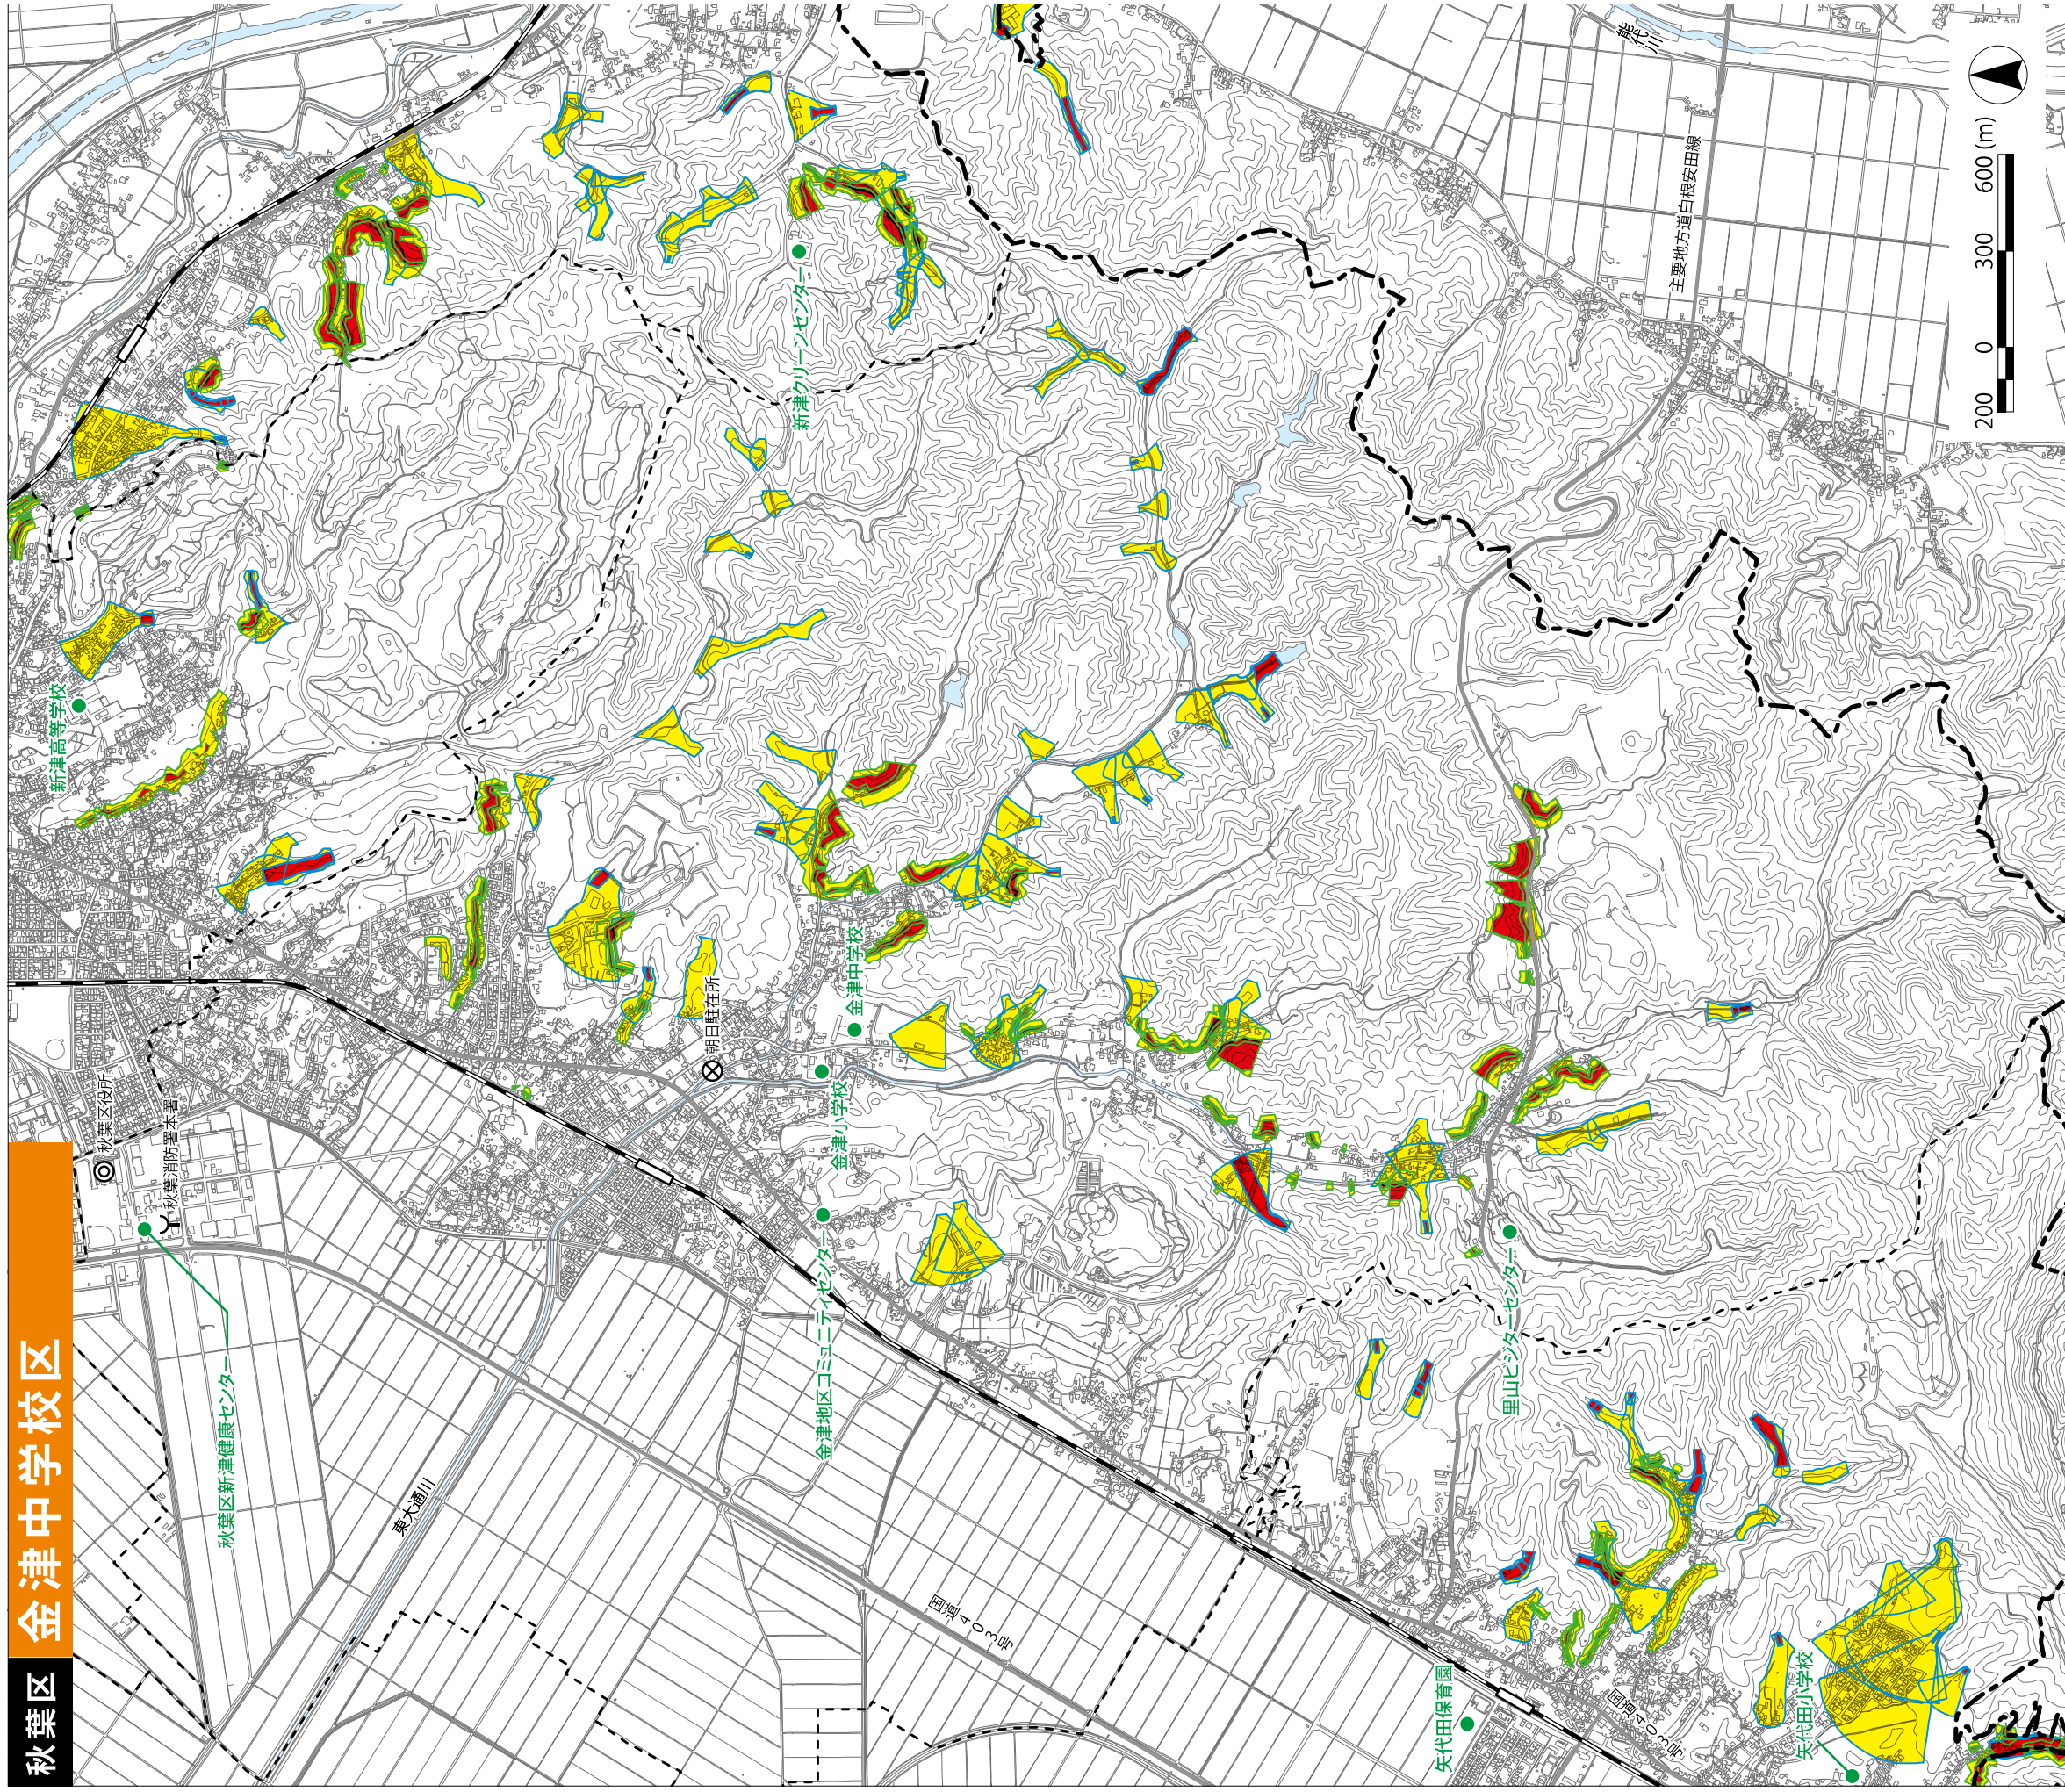 秋葉区 金津中学校区
秋葉区役所
秋葉消防署本署
秋葉区新津健康センター
新津高等学校
東大通川
朝日駐在所
金津小学校
金津中学校
金津地区コミュニティセンター
新津クリーンセンター
国道403号
里山ビジターセンター
矢代田保育園
国道403号
矢代田小学校
能代川
主要地方道白根安田線
200 0 300 600 (m)